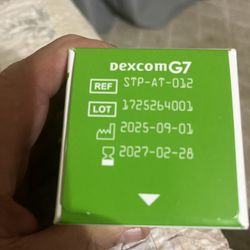 Dexcom G7
REF STP-AT-012
LOT 1725264001
2025-09-01
2027-02-28